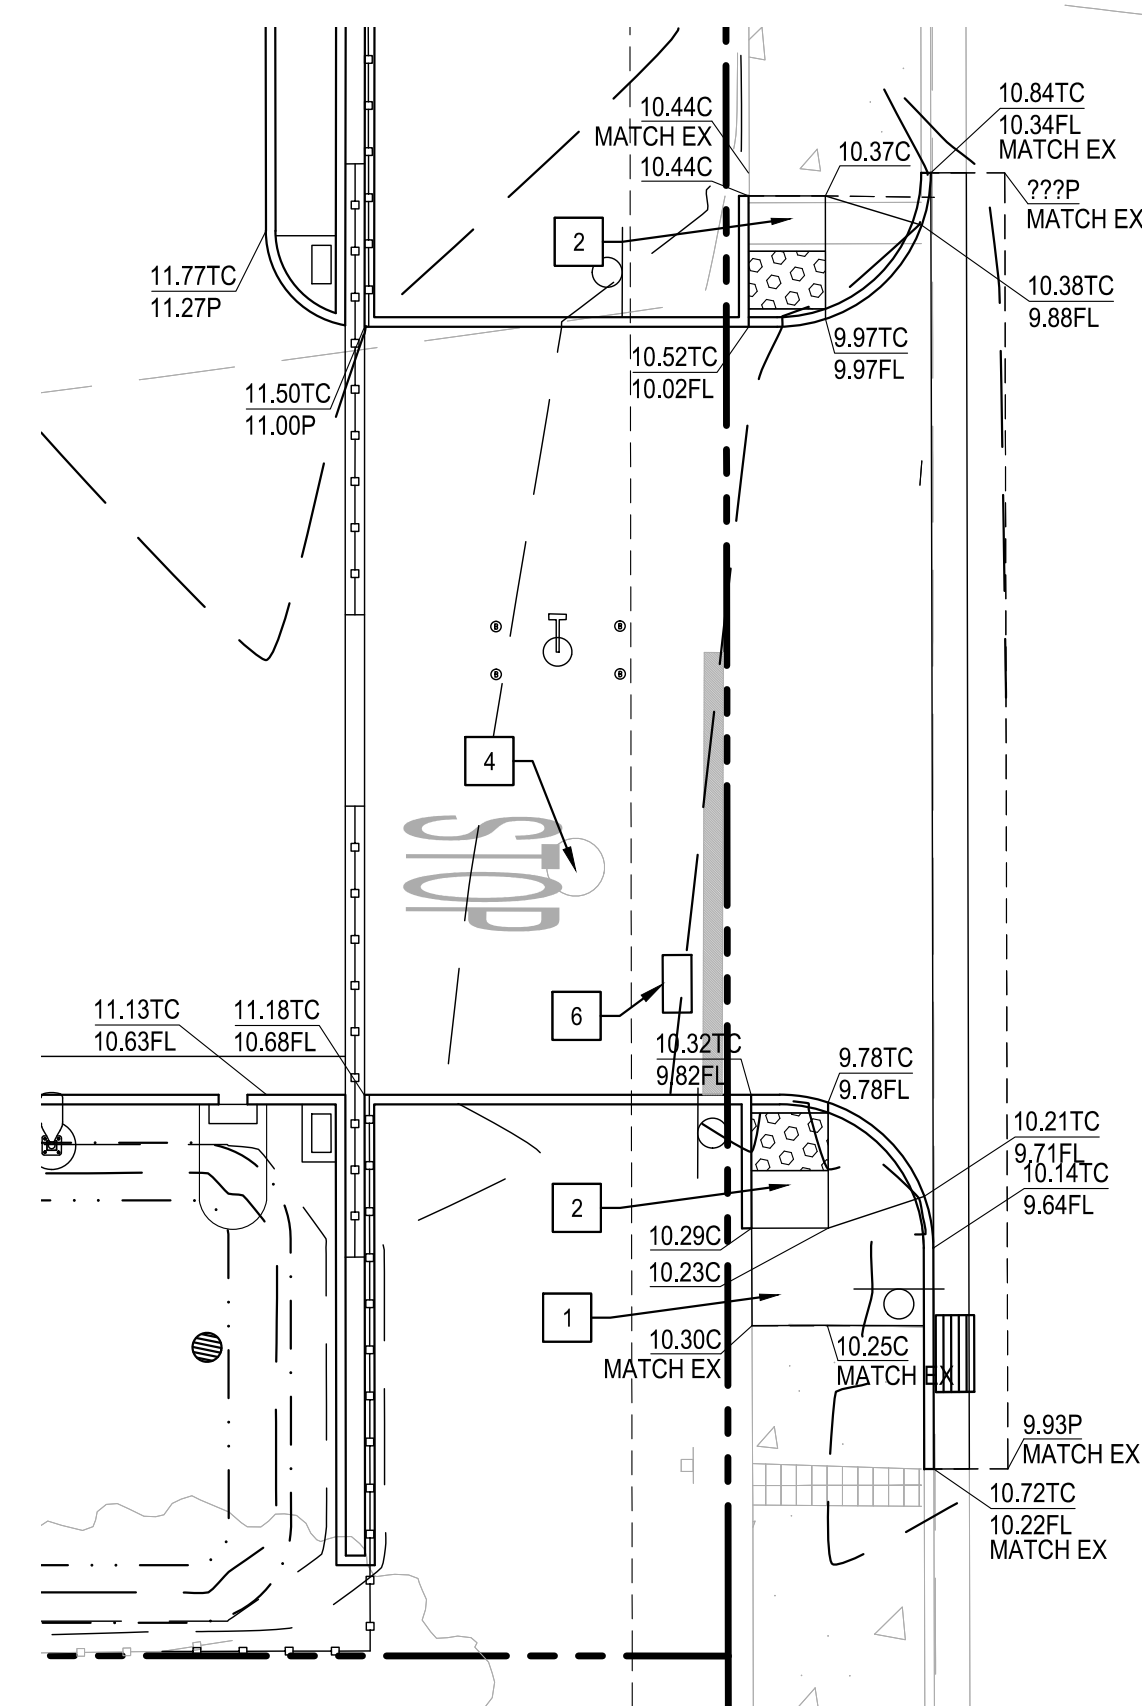 10.44C
MATCH EX
10.44C
10.37C
10.84TC
10.34FL
MATCH EX
???P
MATCH EX
2
11.77TC
11.27P
10.38TC
9.88FL
9.97TC
9.97FL
10.52TC
10.02FL
11.50TC
11.00P
B
B
B
B
4
STOP
6
11.13TC
10.63FL
11.18TC
10.68FL
10.32TC
9.82FL
9.78TC
9.78FL
10.21TC
9.71FL
10.14TC
9.64FL
2
10.29C
10.23C
1
10.30C
MATCH EX
10.25C
MATCH EX
9.93P
MATCH EX
10.72TC
10.22FL
MATCH EX